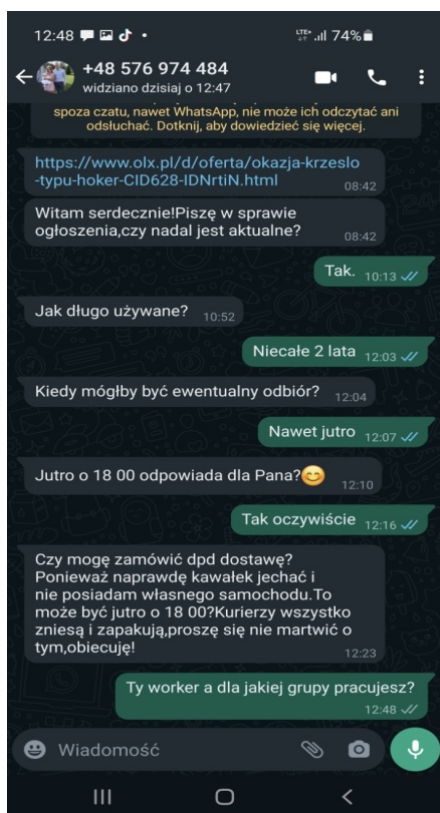 12:48
LTE+ 74%
+48 576 974 484
widziano dzisiaj o 12:47
spoza czatu, nawet WhatsApp, nie może ich odczytać ani
odsłuchać. Dotknij, aby dowiedzieć się więcej.
https://www.olx.pl/d/oferta/okazja-krzeslo
-typu-hoker-CID628-IDNrtiN.html
08:42
Witam serdecznie!Piszę w sprawie
ogłoszenia,czy nadal jest aktualne?
08:42
Tak. 10:13
Jak długo używane? 10:52
Niecałe 2 lata 12:03
Kiedy mógłby być ewentualny odbiór? 12:04
Nawet jutro 12:07
Jutro o 18 00 odpowiada dla Pana?😊 12:10
Tak oczywiście 12:16
Czy mogę zamówić dpd dostawę?
Ponieważ naprawdę kawałek jechać i
nie posiadam własnego samochodu.To
może być jutro o 18 00?Kurierzy wszystko
zniesą i zapakują,proszę się nie martwić o
tym,obiecuję!
12:23
Ty worker a dla jakiej grupy pracujesz?
12:48
Wiadomość